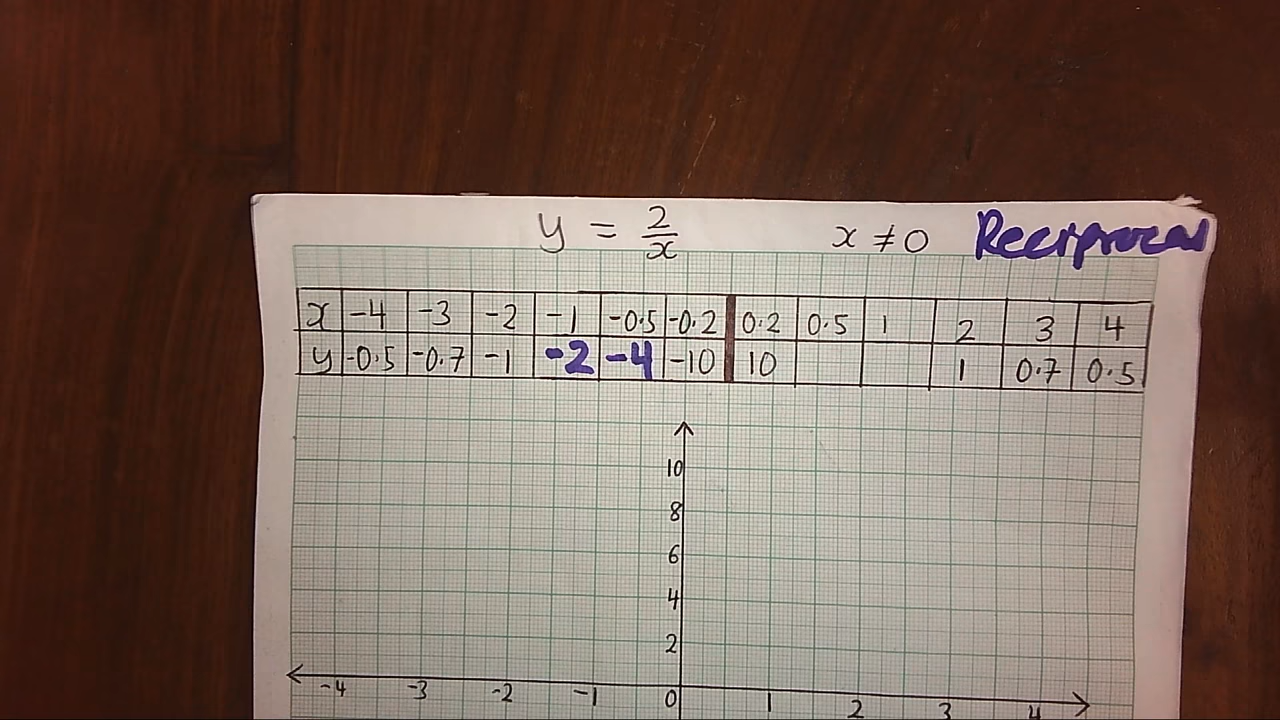 y = 2/x x ≠ 0 Reciprocal
x -4 -3 -2 -1 -0.5 -0.2 0.2 0.5 1 2 3 4
y -0.5 -0.7 -1 -2 -4 -10 10 1 0.7 0.5
10
8
6
4
2
-4 -3 -2 -1 0 1 2 3 4